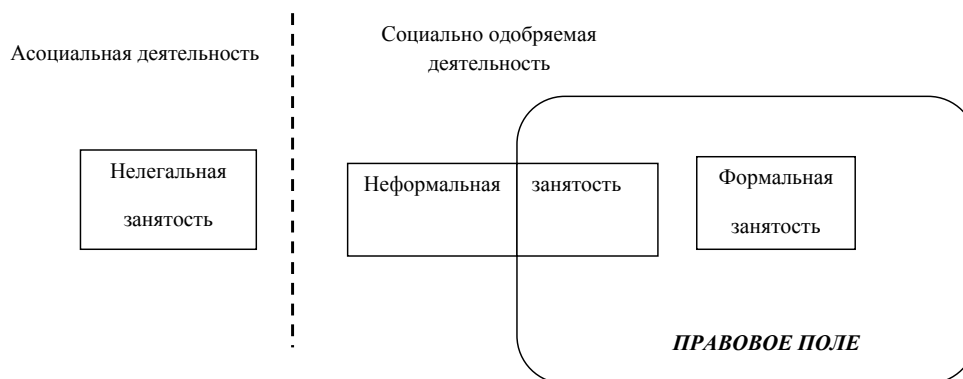 Асоциальная деятельность
Социально одобряемая
деятельность
Нелегальная
занятость
Неформальная занятость
Формальная
занятость
ПРАВОВОЕ ПОЛЕ